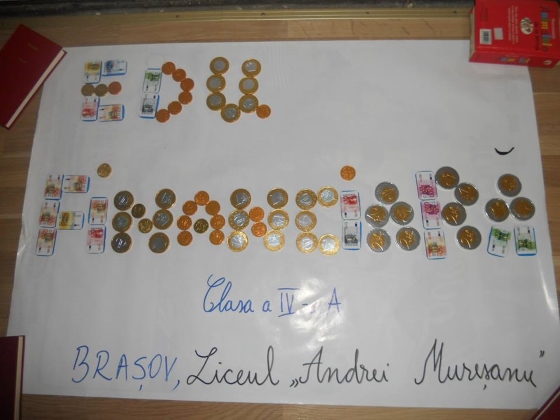 EDU
FiNANCiARĂ
Clasa a IV-a A
BRAȘOV, Liceul „Andrei Mureșanu”